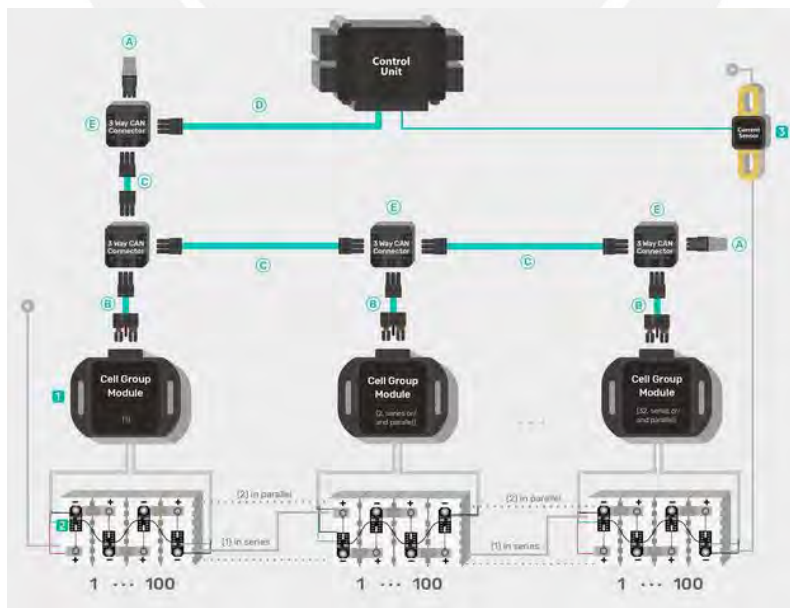 A
Control
Unit
D
E
3 Way CAN
Connector
Current
Sensor
3
C
E
E
3 Way CAN
Connector
3 Way CAN
Connector
3 Way CAN
Connector
A
C
C
B
B
B
1
Cell Group
Module
(1)
Cell Group
Module
(2, series or/
and parallel)
Cell Group
Module
(32, series or/
and parallel)
. . .
− + − +
(2) in parallel
− + − +
(2) in parallel
− + − +
2
(1) in series
(1) in series
+ − + −
+ − + −
+ − + −
1 ... 100
1 ... 100
1 ... 100